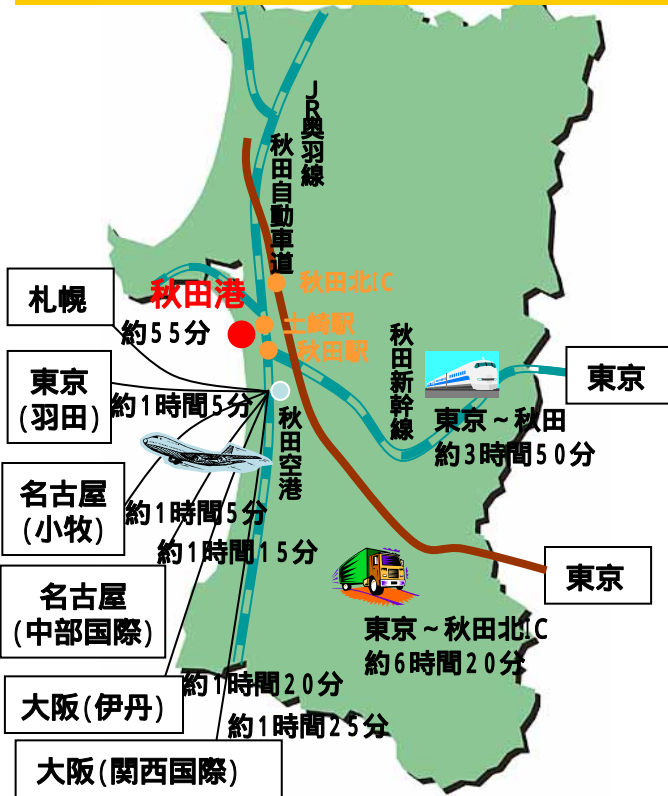 JR奥羽線
秋田自動車道
秋田北IC
秋田港
札幌
約55分
土崎駅
秋田駅
秋田新幹線
東京
東京
(羽田)
約1時間5分
秋田空港
東京～秋田
約3時間50分
名古屋
(小牧)
約1時間5分
約1時間15分
東京
名古屋
(中部国際)
東京～秋田北IC
約6時間20分
約1時間20分
大阪(伊丹)
約1時間25分
大阪(関西国際)